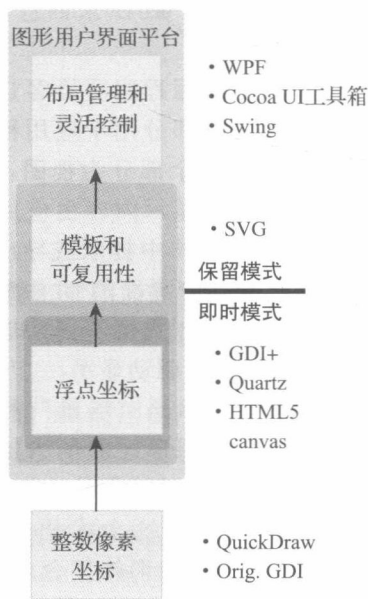 图形用户界面平台
布局管理和
灵活控制
• WPF
• Cocoa UI工具箱
• Swing
模板和
可复用性
• SVG
保留模式
即时模式
浮点坐标
• GDI+
• Quartz
• HTML5
canvas
整数像素
坐标
• QuickDraw
• Orig. GDI